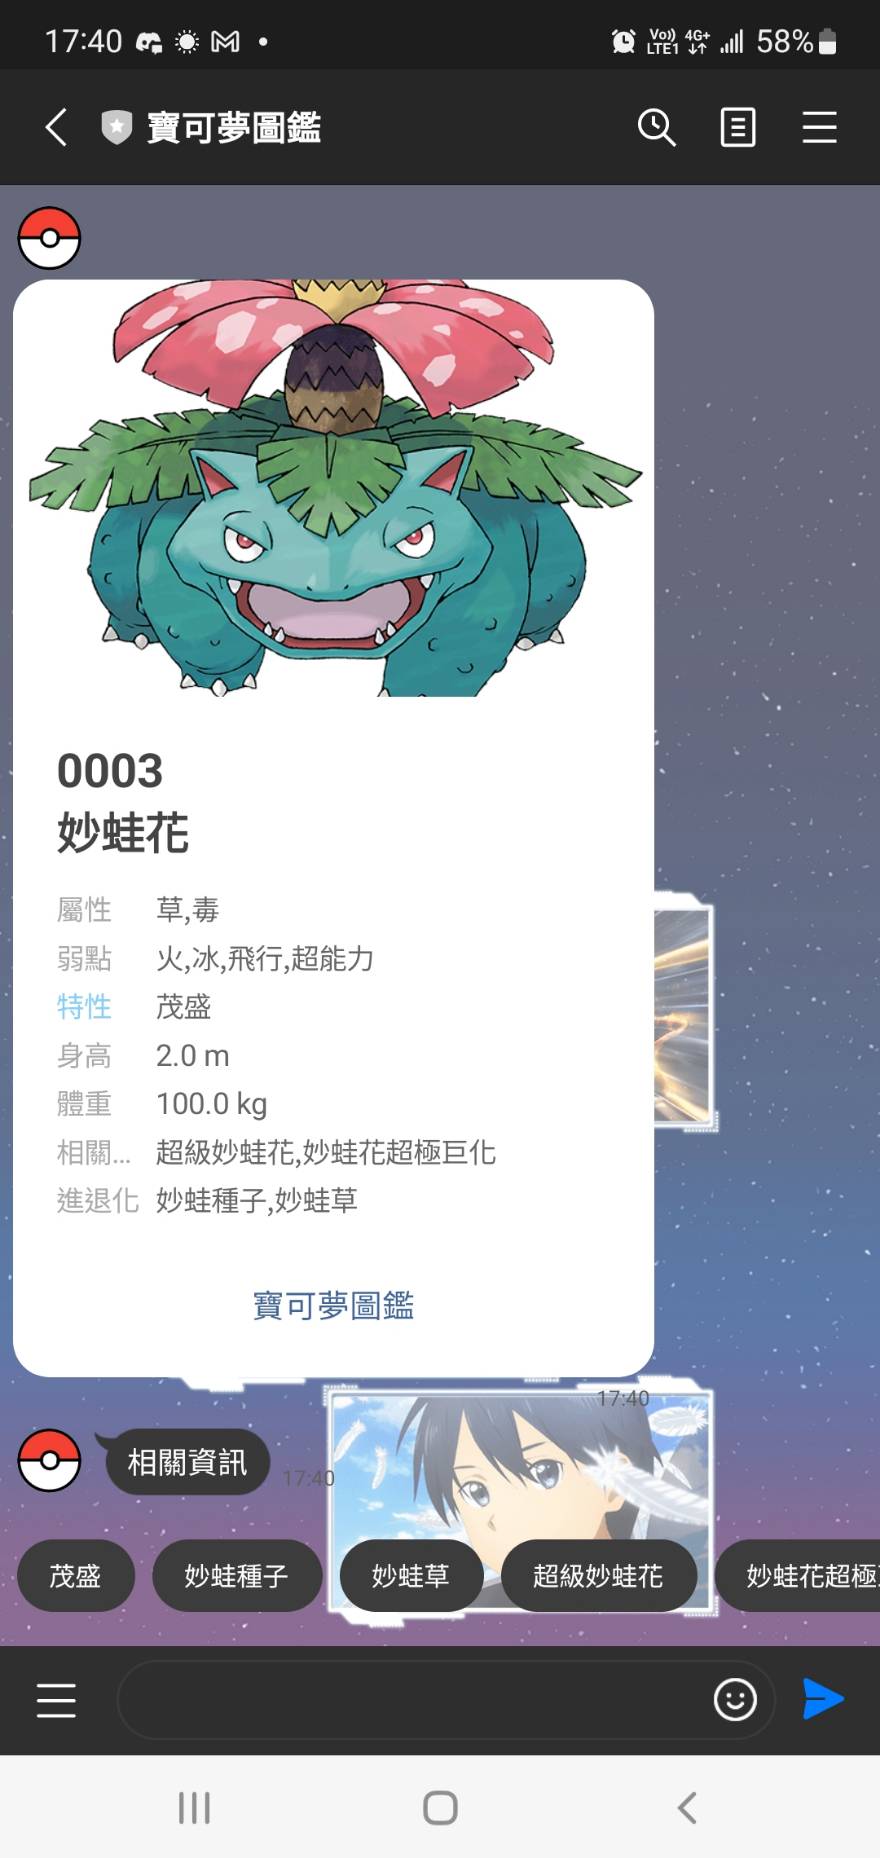 17:40
Vo)) LTE1 4G+ 58%
寶可夢圖鑑
0003
妙蛙花
屬性 草,毒
弱點 火,冰,飛行,超能力
特性 茂盛
身高 2.0 m
體重 100.0 kg
相關... 超級妙蛙花,妙蛙花超極巨化
進退化 妙蛙種子,妙蛙草
寶可夢圖鑑
17:40
相關資訊
17:40
茂盛 妙蛙種子 妙蛙草 超級妙蛙花 妙蛙花超極